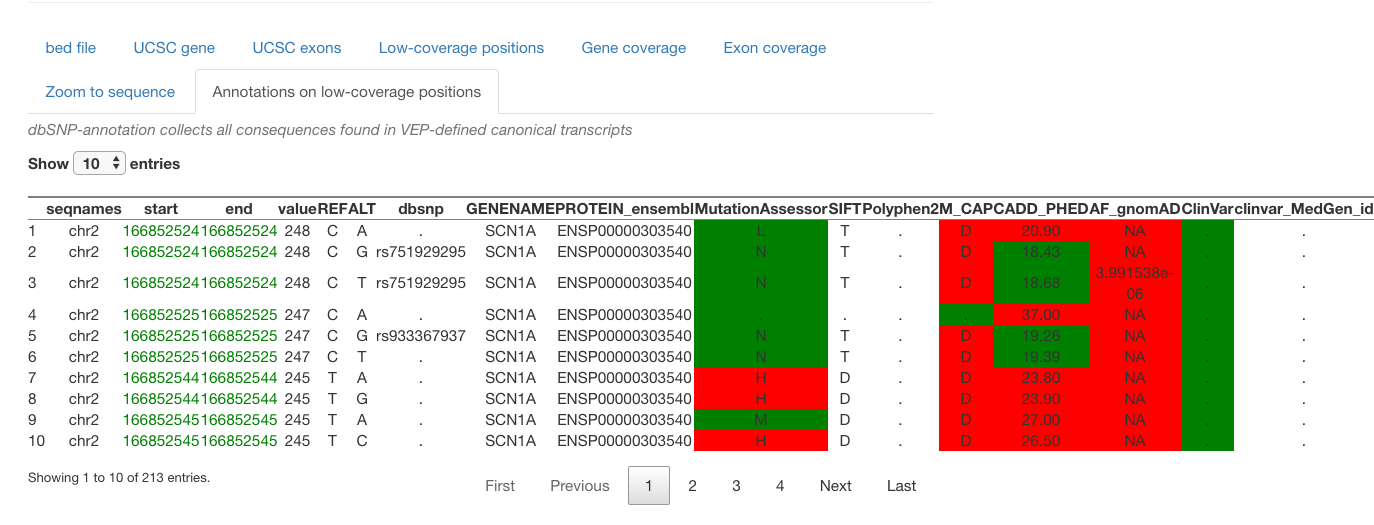 bed file UCSC gene UCSC exons Low-coverage positions Gene coverage Exon coverage
Zoom to sequence Annotations on low-coverage positions
dbSNP-annotation collects all consequences found in VEP-defined canonical transcripts
Show 10 entries
seqnames start end value REF ALT dbsnp GENENAME PROTEIN_ensembl MutationAssessor SIFT Polyphen2 M_CAP CADD_PHED AF_gnomAD ClinVar clinvar_MedGen_id
1 chr2 166852524 166852524 248 C A . SCN1A ENSP00000303540 L T . D 20.90 NA . .
2 chr2 166852524 166852524 248 C G rs751929295 SCN1A ENSP00000303540 N T . D 18.43 NA . .
3 chr2 166852524 166852524 248 C T rs751929295 SCN1A ENSP00000303540 N T . D 18.68 3.991538e-
06 . .
4 chr2 166852525 166852525 247 C A . SCN1A ENSP00000303540 . . . . 37.00 NA . .
5 chr2 166852525 166852525 247 C G rs933367937 SCN1A ENSP00000303540 N T . D 19.26 NA . .
6 chr2 166852525 166852525 247 C T . SCN1A ENSP00000303540 N T . D 19.39 NA . .
7 chr2 166852544 166852544 245 T A . SCN1A ENSP00000303540 H D . D 23.80 NA . .
8 chr2 166852544 166852544 245 T G . SCN1A ENSP00000303540 H D . D 23.90 NA . .
9 chr2 166852545 166852545 245 T A . SCN1A ENSP00000303540 M D . D 27.00 NA . .
10 chr2 166852545 166852545 245 T C . SCN1A ENSP00000303540 H D . D 26.50 NA . .
Showing 1 to 10 of 213 entries. First Previous 1 2 3 4 Next Last